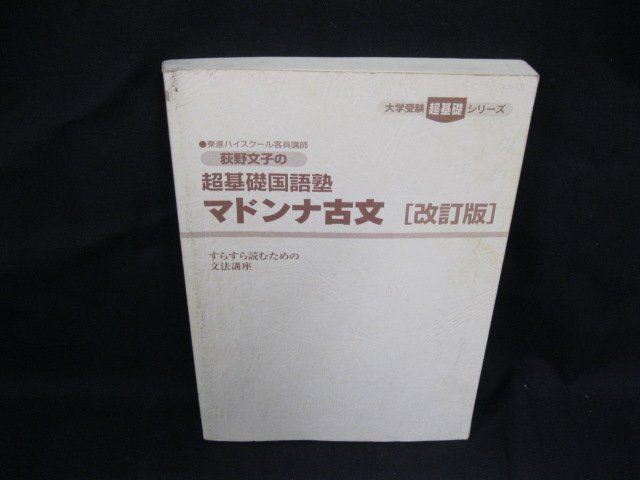 大学受験 超基礎 シリーズ
●東進ハイスクール客員講師
荻野文子の
超基礎国語塾
マドンナ古文 [改訂版]
すらすら読むための
文法講座